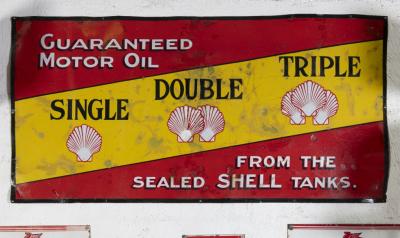 GUARANTEED
MOTOR OIL
SINGLE
DOUBLE
TRIPLE
FROM THE
SEALED SHELL TANKS.